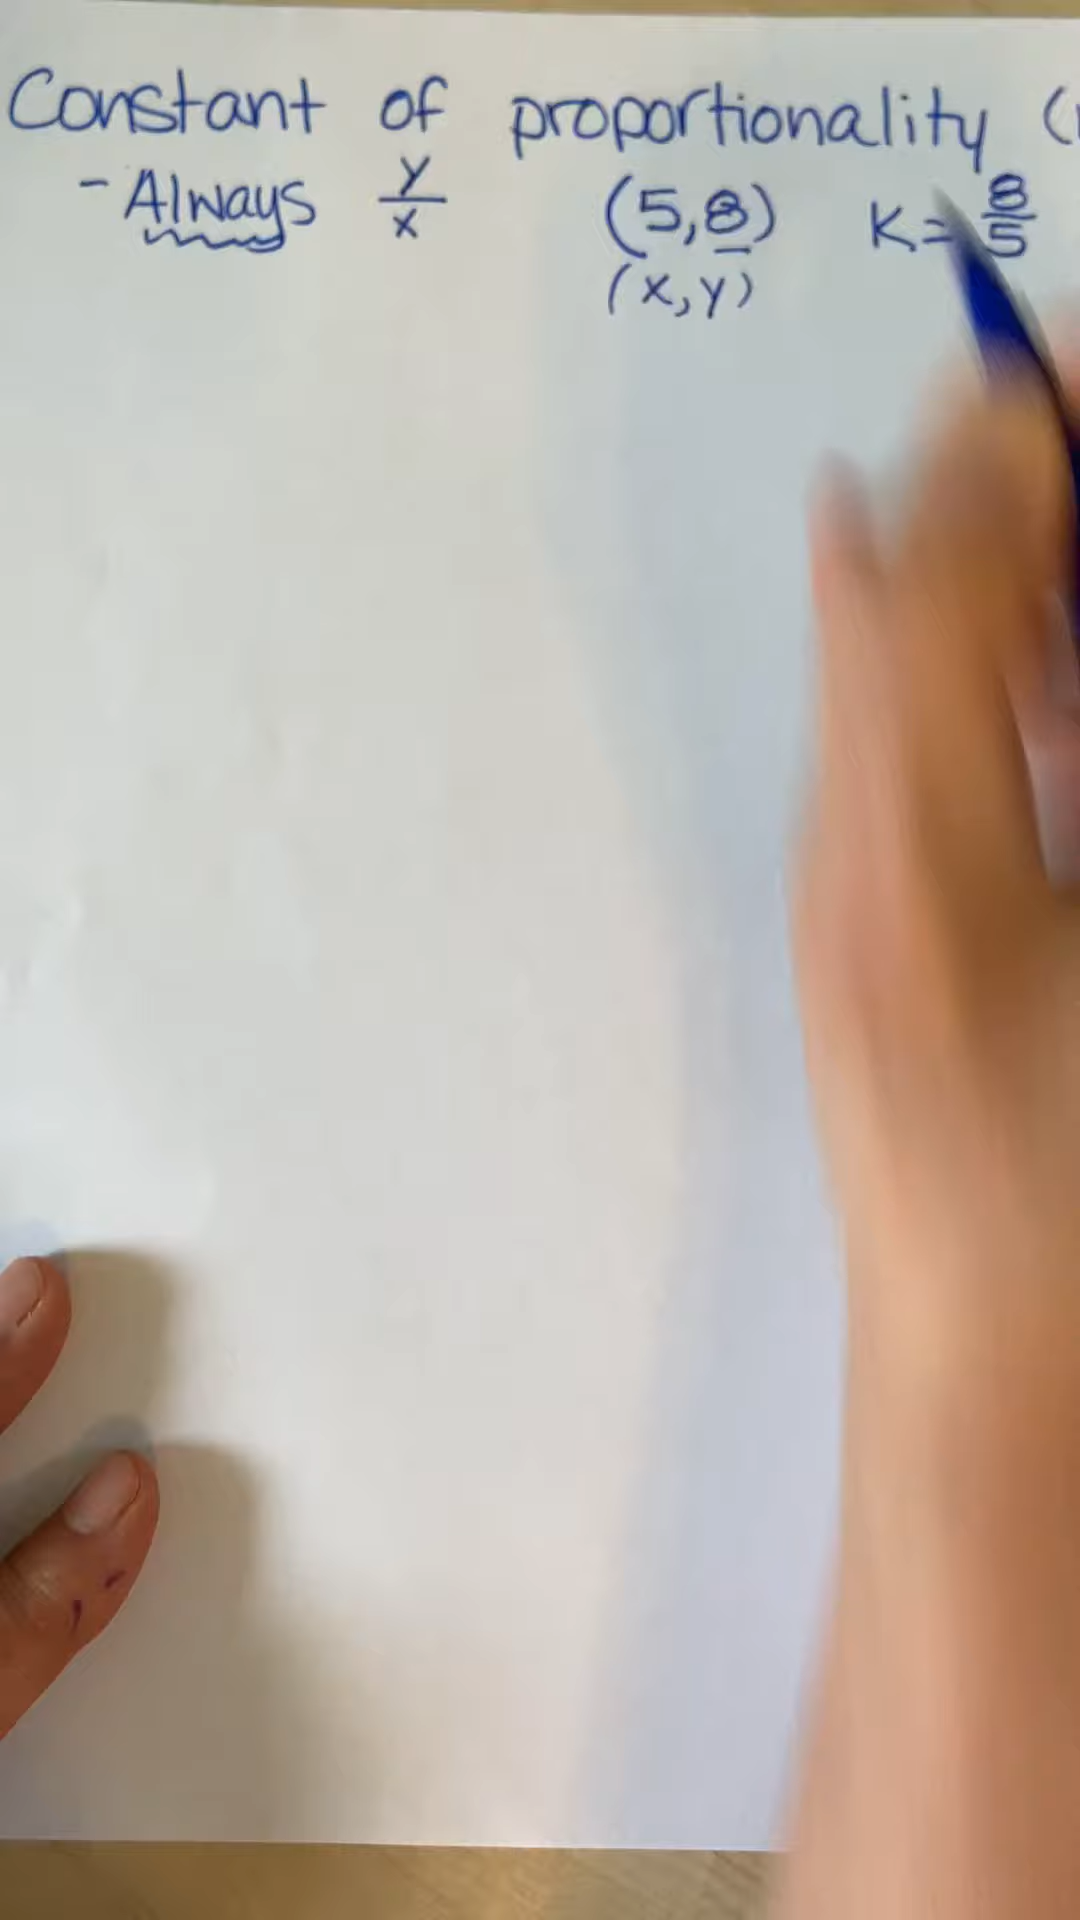 Constant of proportionality (
- Always y/x (5,8) K = 8/5
(x,y)